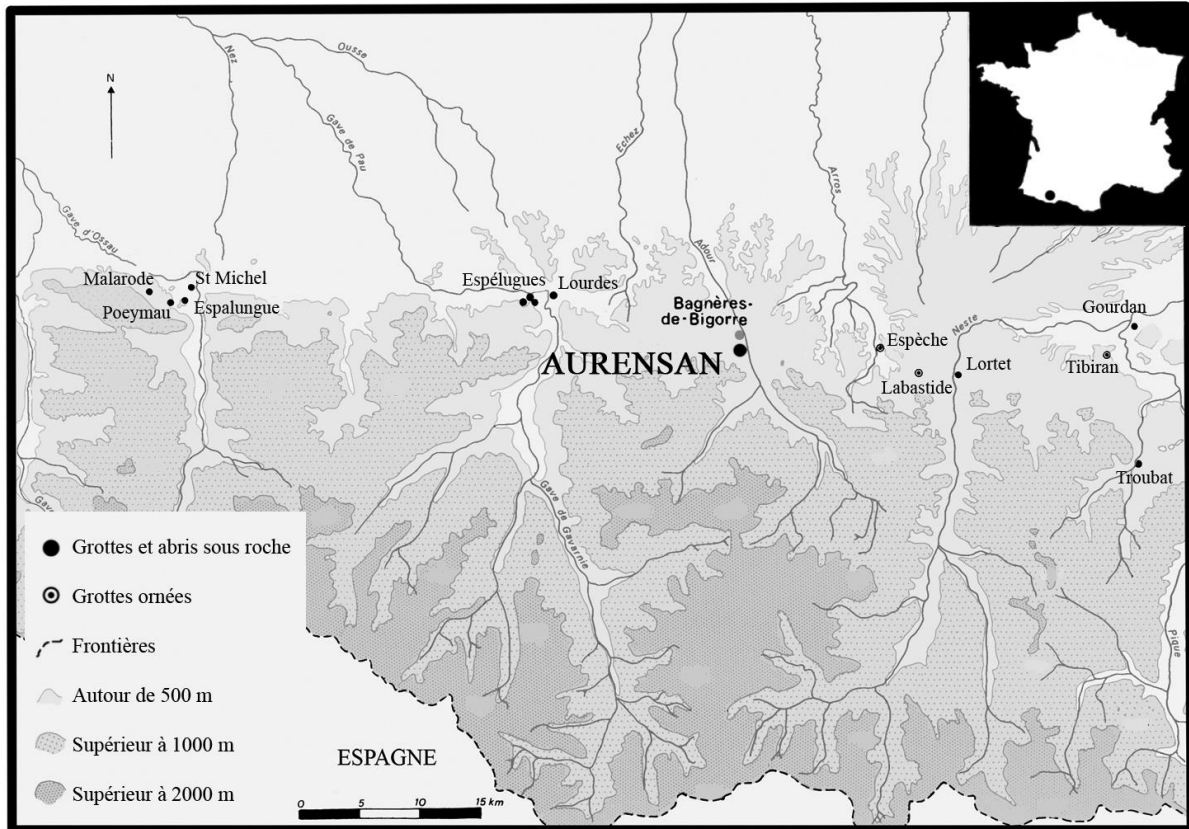 N
Nez
Ousse
Gave de Pau
Echez
Adour
Arros
Gave d'Ossau
Malarode
St Michel
Poeymau
Espalungue
Espélugues
Lourdes
Bagnères-
de-Bigorre
AURENSAN
Espèche
Labastide
Neste
Lortet
Gourdan
Tibiran
Troubat
Gave
Gave de Gavarnie
Pique
Grottes et abris sous roche
Grottes ornées
Frontières
Autour de 500 m
Supérieur à 1000 m
Supérieur à 2000 m
ESPAGNE
0 5 10 15 km